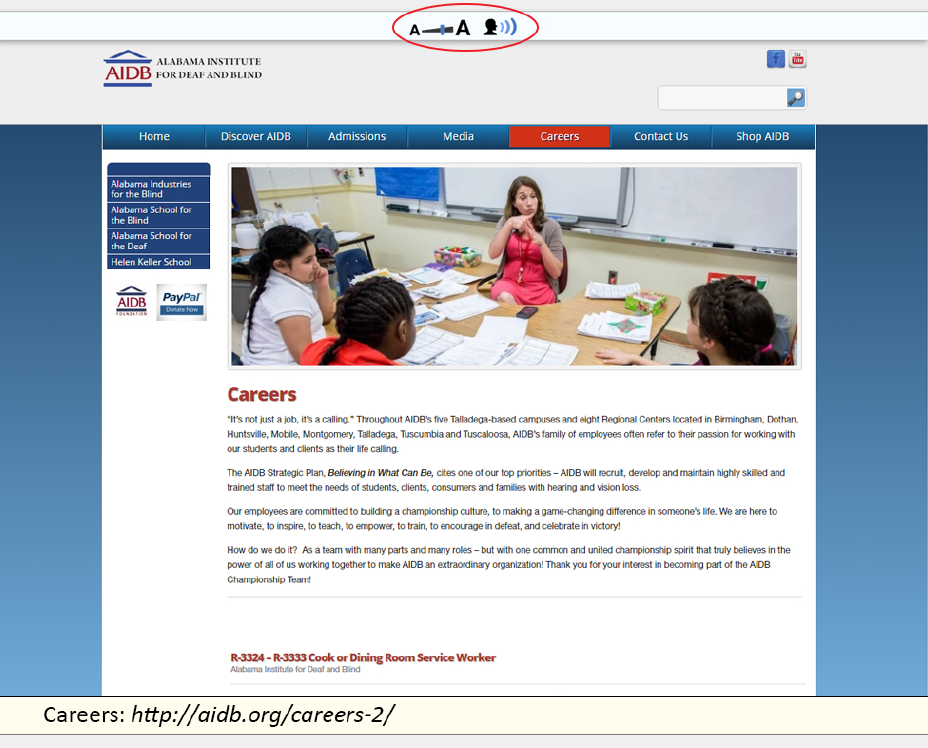 A A
AIDB ALABAMA INSTITUTE
FOR DEAF AND BLIND
f You Tube
Home Discover AIDB Admissions Media Careers Contact Us Shop AIDB
Alabama Industries
for the Blind
Alabama School for
the Blind
Alabama School for
the Deaf
Helen Keller School
AIDB
FOUNDATION
PayPal
Donate Now
Careers
"It's not just a job, it's a calling." Throughout AIDB's five Talladega-based campuses and eight Regional Centers located in Birmingham, Dothan,
Huntsville, Mobile, Montgomery, Talladega, Tuscumbia and Tuscaloosa, AIDB's family of employees often refer to their passion for working with
our students and clients as their life calling.
The AIDB Strategic Plan, Believing in What Can Be, cites one of our top priorities – AIDB will recruit, develop and maintain highly skilled and
trained staff to meet the needs of students, clients, consumers and families with hearing and vision loss.
Our employees are committed to building a championship culture, to making a game-changing difference in someone's life. We are here to
motivate, to inspire, to teach, to empower, to train, to encourage in defeat, and celebrate in victory!
How do we do it? As a team with many parts and many roles – but with one common and united championship spirit that truly believes in the
power of all of us working together to make AIDB an extraordinary organization! Thank you for your interest in becoming part of the AIDB
Championship Team!
R-3324 - R-3333 Cook or Dining Room Service Worker
Alabama Institute for Deaf and Blind
Careers: http://aidb.org/careers-2/